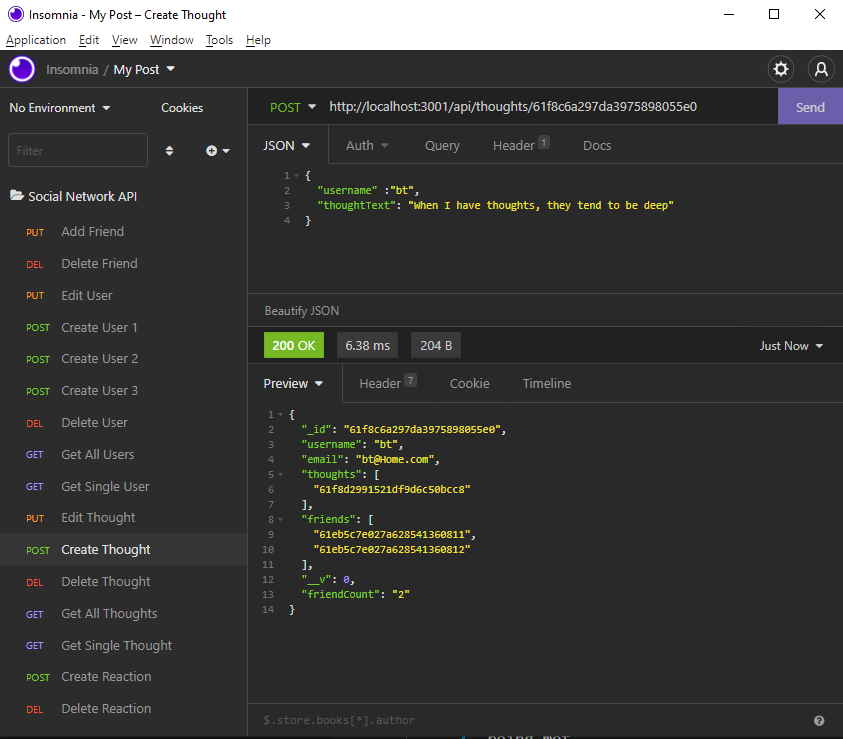 Insomnia - My Post – Create Thought
Application Edit View Window Tools Help
Insomnia / My Post
No Environment Cookies
Filter
Social Network API
PUT Add Friend
DEL Delete Friend
PUT Edit User
POST Create User 1
POST Create User 2
POST Create User 3
DEL Delete User
GET Get All Users
GET Get Single User
PUT Edit Thought
POST Create Thought
DEL Delete Thought
GET Get All Thoughts
GET Get Single Thought
POST Create Reaction
DEL Delete Reaction
POST http://localhost:3001/api/thoughts/61f8c6a297da3975898055e0 Send
JSON Auth Query Header 1 Docs
1 {
2 "username" :"bt",
3 "thoughtText": "When I have thoughts, they tend to be deep"
4 }
Beautify JSON
200 OK 6.38 ms 204 B Just Now
Preview Header 7 Cookie Timeline
1 {
2 "_id": "61f8c6a297da3975898055e0",
3 "username": "bt",
4 "email": "bt@Home.com",
5 "thoughts": [
6 "61f8d2991521df9d6c50bcc8"
7 ],
8 "friends": [
9 "61eb5c7e027a628541360811",
10 "61eb5c7e027a628541360812"
11 ],
12 "__v": 0,
13 "friendCount": "2"
14 }
$.store.books[*].author